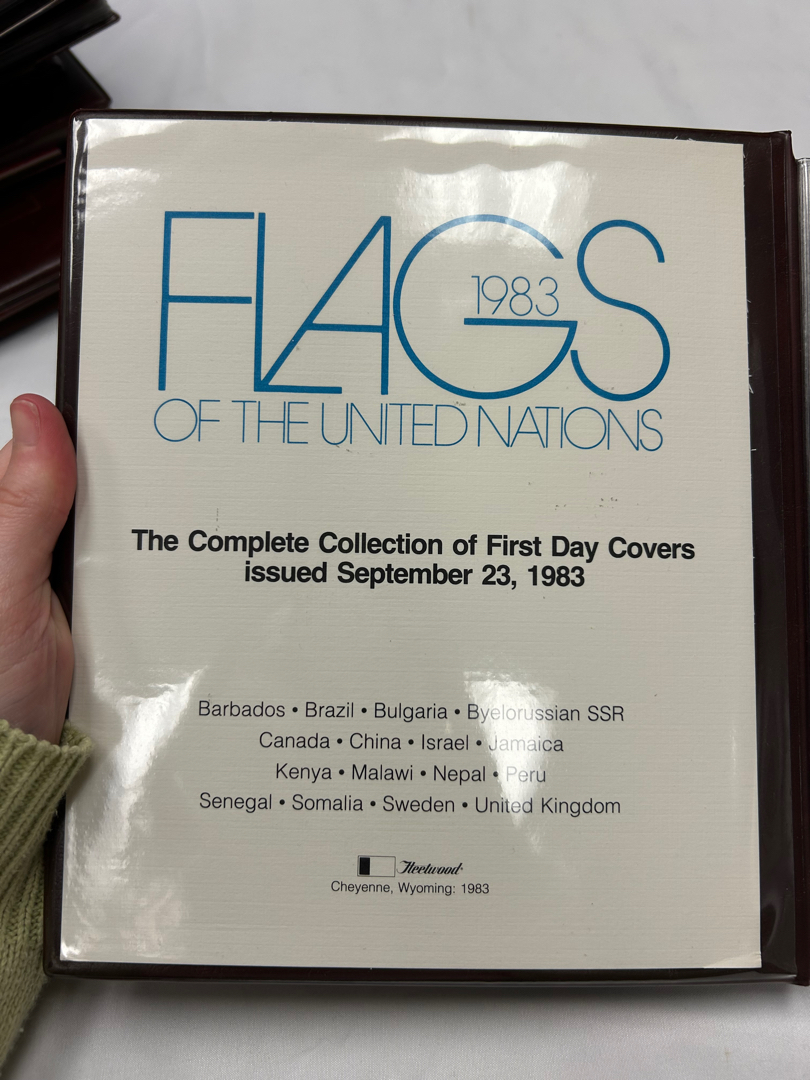 FLAGS
1983
OF THE UNITED NATIONS
The Complete Collection of First Day Covers
issued September 23, 1983
Barbados • Brazil • Bulgaria • Byelorussian SSR
Canada • China • Israel • Jamaica
Kenya • Malawi • Nepal • Peru
Senegal • Somalia • Sweden • United Kingdom
Fleetwood
Cheyenne, Wyoming: 1983